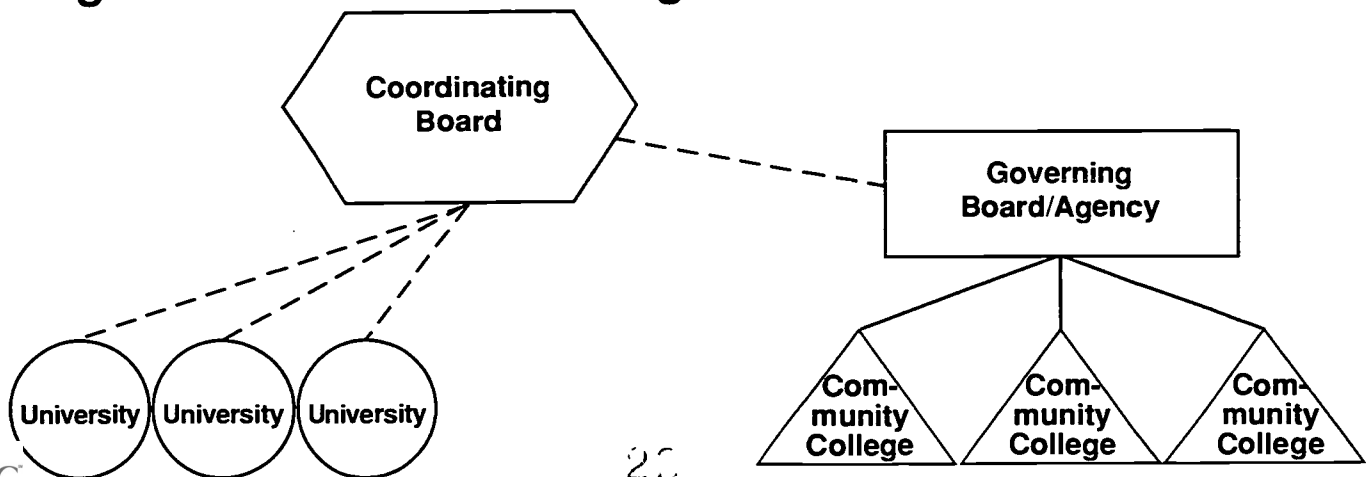 Coordinating
Board
Governing
Board/Agency
University University University
Com-
munity
College
Com-
munity
College
Com-
munity
College